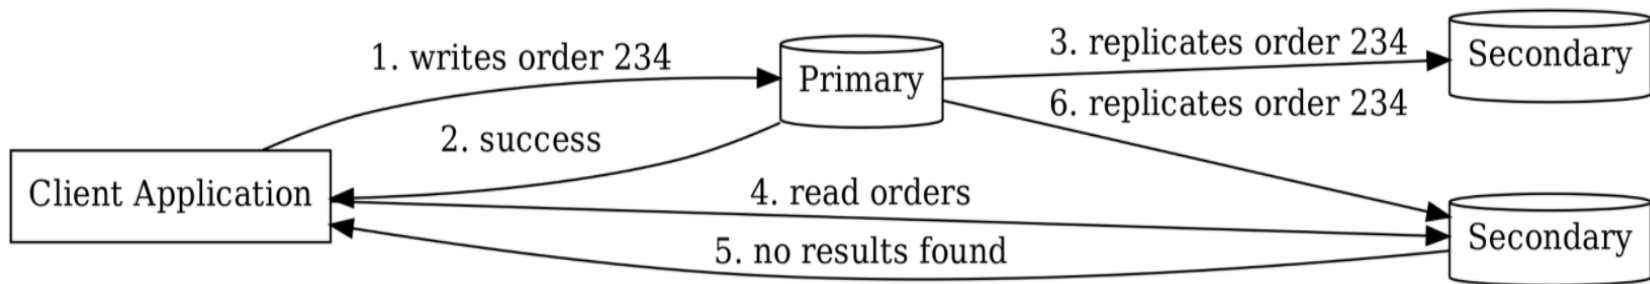 1. writes order 234
Primary
3. replicates order 234
Secondary
6. replicates order 234
2. success
Client Application
4. read orders
5. no results found
Secondary